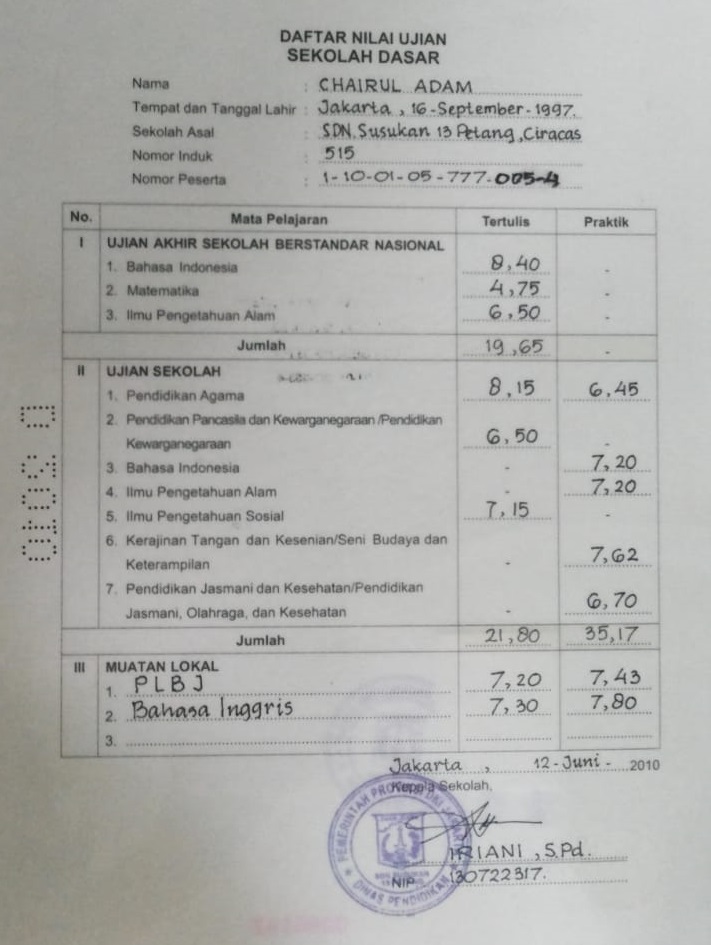 DAFTAR NILAI UJIAN
SEKOLAH DASAR
Nama : CHAIRUL ADAM
Tempat dan Tanggal Lahir : Jakarta, 16-September-1997.
Sekolah Asal : SDN. Susukan 13 Petang, Ciracas
Nomor Induk : 515
Nomor Peserta : 1-10-01-05-777-005-4
No. Mata Pelajaran Tertulis Praktik
I UJIAN AKHIR SEKOLAH BERSTANDAR NASIONAL
1. Bahasa Indonesia 8,40 -
2. Matematika 4,75 -
3. Ilmu Pengetahuan Alam 6,50 -
Jumlah 19,65 -
II UJIAN SEKOLAH
1. Pendidikan Agama 8,15 6,45
2. Pendidikan Pancasila dan Kewarganegaraan /Pendidikan
Kewarganegaraan 6,50 -
3. Bahasa Indonesia - 7,20
4. Ilmu Pengetahuan Alam - 7,20
5. Ilmu Pengetahuan Sosial 7,15 -
6. Kerajinan Tangan dan Kesenian/Seni Budaya dan
Keterampilan - 7,62
7. Pendidikan Jasmani dan Kesehatan/Pendidikan
Jasmani, Olahraga, dan Kesehatan - 6,70
Jumlah 21,80 35,17
III MUATAN LOKAL
1. PLBJ 7,20 7,43
2. Bahasa Inggris 7,30 7,80
3.
Jakarta, 12-Juni-2010
Kepala Sekolah,
PEMERINTAH PROVINSI DKI JAKARTA
DINAS PENDIDIKAN
IRIANI, S.Pd.
NIP 130722317.